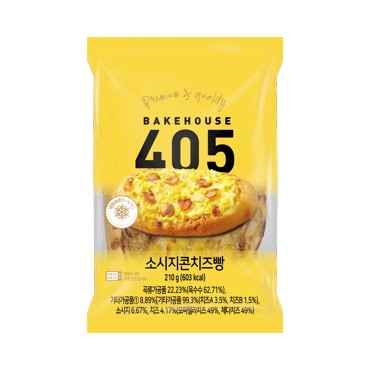 Premium & quality
BAKEHOUSE
405
소시지콘치즈빵
210 g (603 kcal)
곡류가공품 22.23%(옥수수 62.71%),
기타가공품① 8.89%[기타가공품 99.3%(치즈A 3.5%, 치즈B 1.5%),
소시지 6.67%, 치즈 4.17%(모짜렐라치즈 49%, 체다치즈 49%)